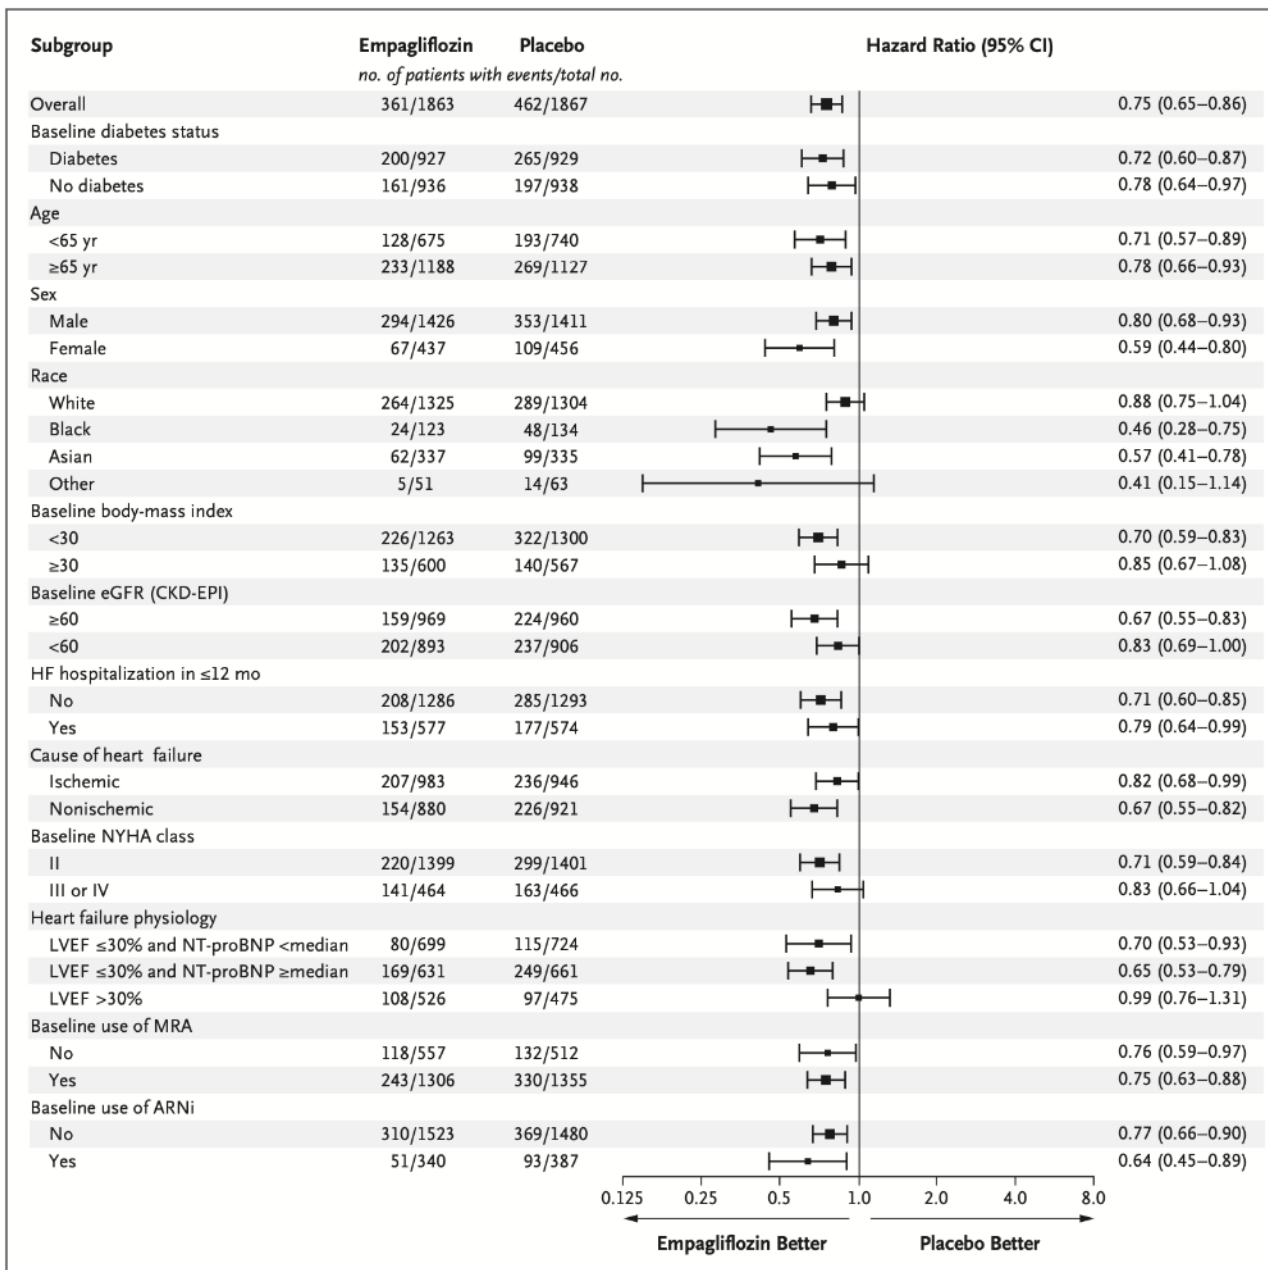 Subgroup Empagliflozin Placebo Hazard Ratio (95% CI)
no. of patients with events/total no.
Overall 361/1863 462/1867 0.75 (0.65–0.86)
Baseline diabetes status
Diabetes 200/927 265/929 0.72 (0.60–0.87)
No diabetes 161/936 197/938 0.78 (0.64–0.97)
Age
<65 yr 128/675 193/740 0.71 (0.57–0.89)
≥65 yr 233/1188 269/1127 0.78 (0.66–0.93)
Sex
Male 294/1426 353/1411 0.80 (0.68–0.93)
Female 67/437 109/456 0.59 (0.44–0.80)
Race
White 264/1325 289/1304 0.88 (0.75–1.04)
Black 24/123 48/134 0.46 (0.28–0.75)
Asian 62/337 99/335 0.57 (0.41–0.78)
Other 5/51 14/63 0.41 (0.15–1.14)
Baseline body-mass index
<30 226/1263 322/1300 0.70 (0.59–0.83)
≥30 135/600 140/567 0.85 (0.67–1.08)
Baseline eGFR (CKD-EPI)
≥60 159/969 224/960 0.67 (0.55–0.83)
<60 202/893 237/906 0.83 (0.69–1.00)
HF hospitalization in ≤12 mo
No 208/1286 285/1293 0.71 (0.60–0.85)
Yes 153/577 177/574 0.79 (0.64–0.99)
Cause of heart failure
Ischemic 207/983 236/946 0.82 (0.68–0.99)
Nonischemic 154/880 226/921 0.67 (0.55–0.82)
Baseline NYHA class
II 220/1399 299/1401 0.71 (0.59–0.84)
III or IV 141/464 163/466 0.83 (0.66–1.04)
Heart failure physiology
LVEF ≤30% and NT-proBNP <median 80/699 115/724 0.70 (0.53–0.93)
LVEF ≤30% and NT-proBNP ≥median 169/631 249/661 0.65 (0.53–0.79)
LVEF >30% 108/526 97/475 0.99 (0.76–1.31)
Baseline use of MRA
No 118/557 132/512 0.76 (0.59–0.97)
Yes 243/1306 330/1355 0.75 (0.63–0.88)
Baseline use of ARNi
No 310/1523 369/1480 0.77 (0.66–0.90)
Yes 51/340 93/387 0.64 (0.45–0.89)
0.125 0.25 0.5 1.0 2.0 4.0 8.0
Empagliflozin Better Placebo Better